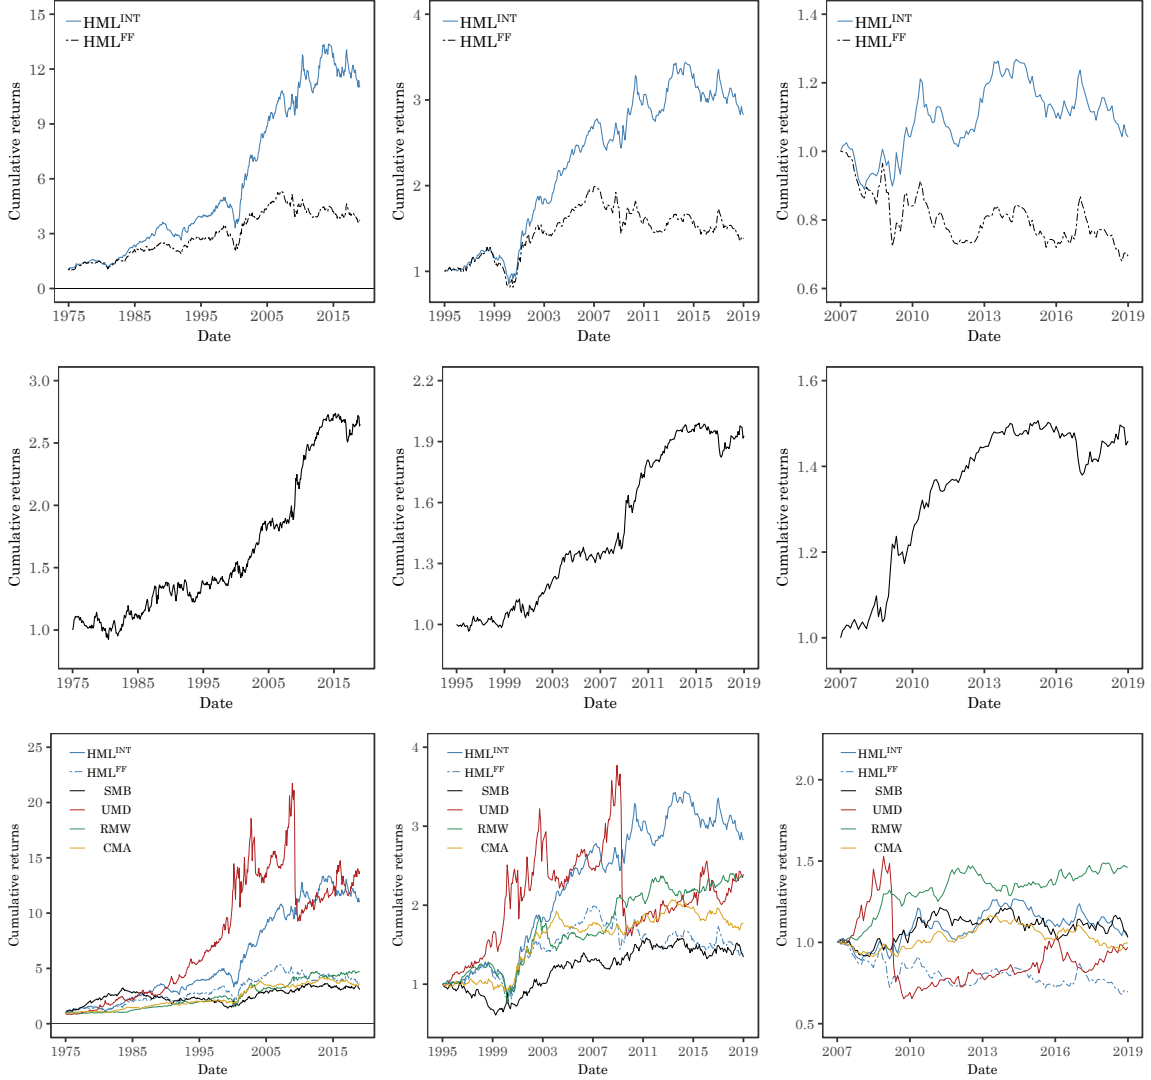 Cumulative returns
15
12
9
6
3
0
HML^INT
HML^FF
1975 1985 1995 2005 2015
Date
Cumulative returns
4
3
2
1
HML^INT
HML^FF
1995 1999 2003 2007 2011 2015 2019
Date
Cumulative returns
1.4
1.2
1.0
0.8
0.6
HML^INT
HML^FF
2007 2010 2013 2016 2019
Date
Cumulative returns
3.0
2.5
2.0
1.5
1.0
1975 1985 1995 2005 2015
Date
Cumulative returns
2.2
1.9
1.6
1.3
1.0
1995 1999 2003 2007 2011 2015 2019
Date
Cumulative returns
1.6
1.4
1.2
1.0
2007 2010 2013 2016 2019
Date
Cumulative returns
25
20
15
10
5
0
HML^INT
HML^FF
SMB
UMD
RMW
CMA
1975 1985 1995 2005 2015
Date
Cumulative returns
4
3
2
1
HML^INT
HML^FF
SMB
UMD
RMW
CMA
1995 1999 2003 2007 2011 2015 2019
Date
Cumulative returns
2.0
1.5
1.0
0.5
HML^INT
HML^FF
SMB
UMD
RMW
CMA
2007 2010 2013 2016 2019
Date